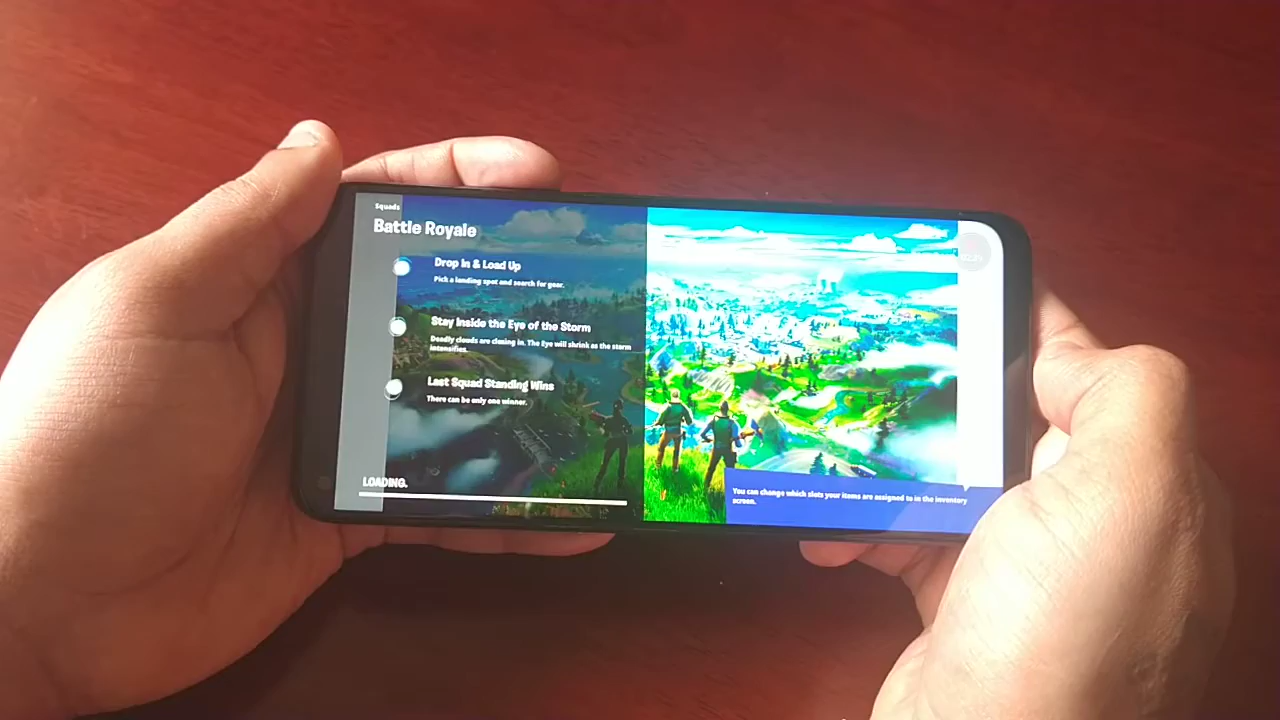 Squads
Battle Royale
Drop In & Load Up
Pick a landing spot and search for gear.
Stay Inside the Eye of the Storm
Deadly clouds are closing in. The Eye will shrink as the storm
intensifies.
Last Squad Standing Wins
There can be only one winner.
LOADING.
You can change which slots your items are assigned to in the inventory
screen.